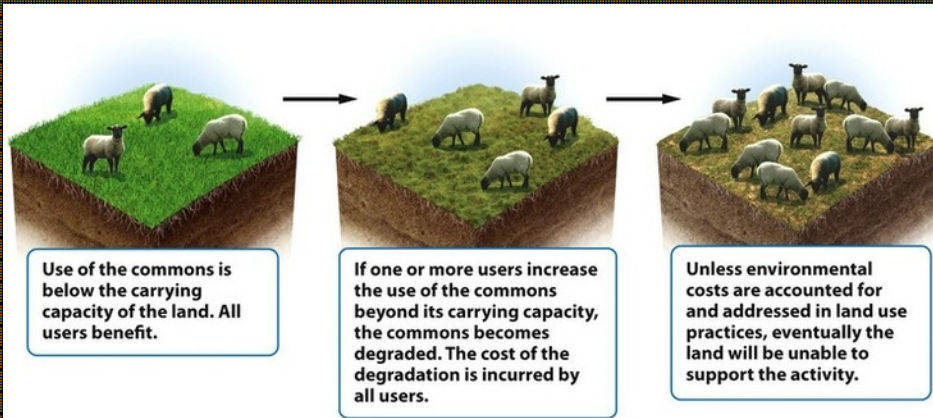 Use of the commons is
below the carrying
capacity of the land. All
users benefit.
If one or more users increase
the use of the commons
beyond its carrying capacity,
the commons becomes
degraded. The cost of the
degradation is incurred by
all users.
Unless environmental
costs are accounted for
and addressed in land use
practices, eventually the
land will be unable to
support the activity.